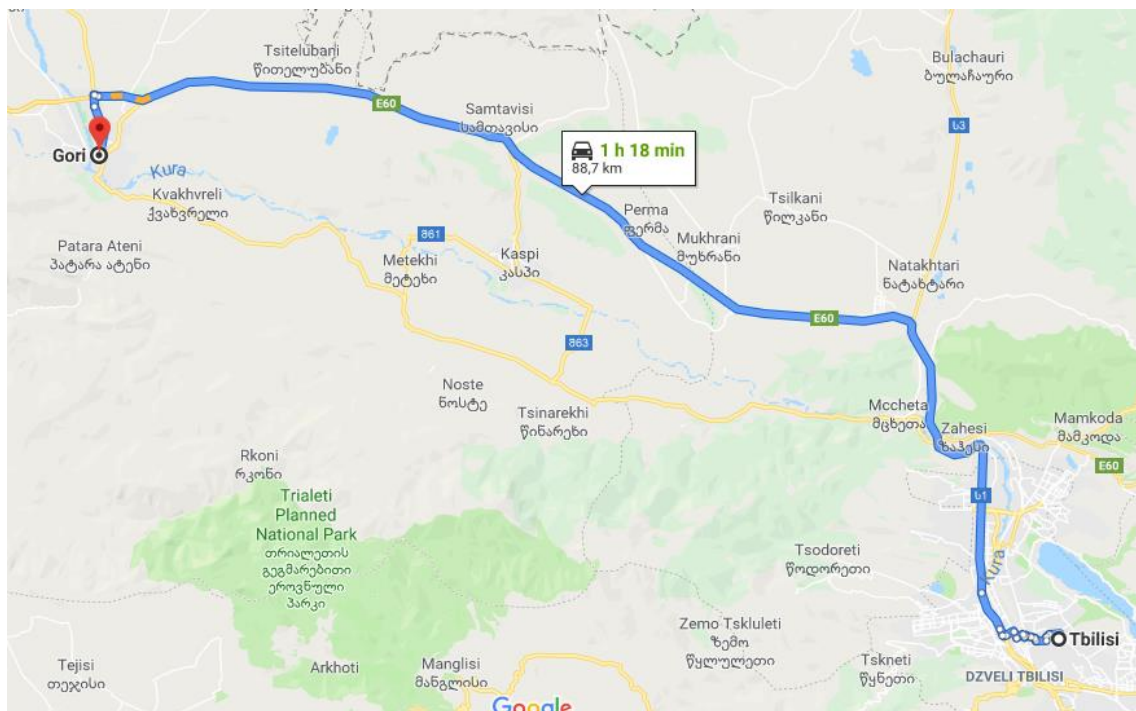 Tsitelubani
წითელუბანი
Bulachauri
ბულაჩაური
E60
Samtavisi
სამთავისი
ს3
Gori
1 h 18 min
88,7 km
Kura
Kvakhvreli
ქვახვრელი
Perma
ფერმა
Tsilkani
წილკანი
Patara Ateni
პატარა ატენი
შ61
Metekhi
მეტეხი
Kaspi
კასპი
Mukhrani
მუხრანი
Natakhtari
ნატახტარი
E60
შ63
Noste
ნოსტე
Tsinarekhi
წინარეხი
Mccheta
მცხეთა
Zahesi
ზაჰესი
Mamkoda
მამკოდა
E60
Rkoni
რკონი
Trialeti
Planned
National Park
თრიალეთის
გეგმარებითი
ეროვნული
პარკი
ს1
Kura
Tsodoreti
წოდორეთი
Zemo Tskluleti
ზემო
წყლულეთი
Tbilisi
Tejisi
თეჯისი
Arkhoti
Manglisi
მანგლისი
Tskneti
წყნეთი
DZVELI TBILISI
Google